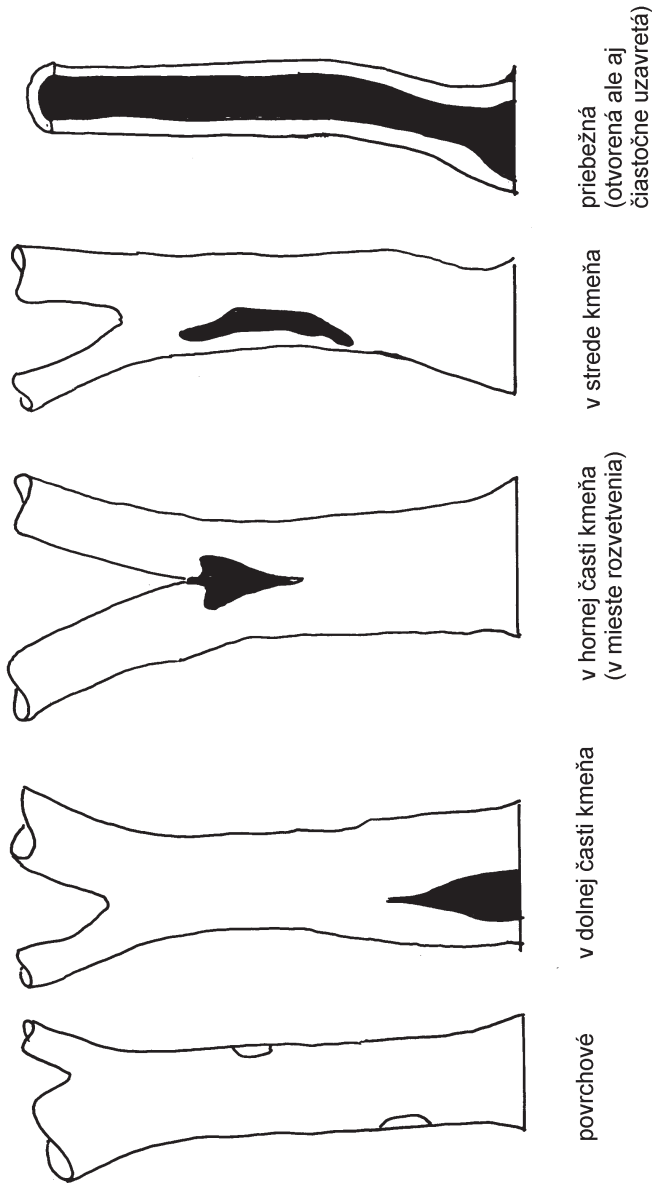 povrchové
v dolnej časti kmeňa
v hornej časti kmeňa
(v mieste rozvetvenia)
v strede kmeňa
priebežná
(otvorená ale aj
čiastočne uzavretá)